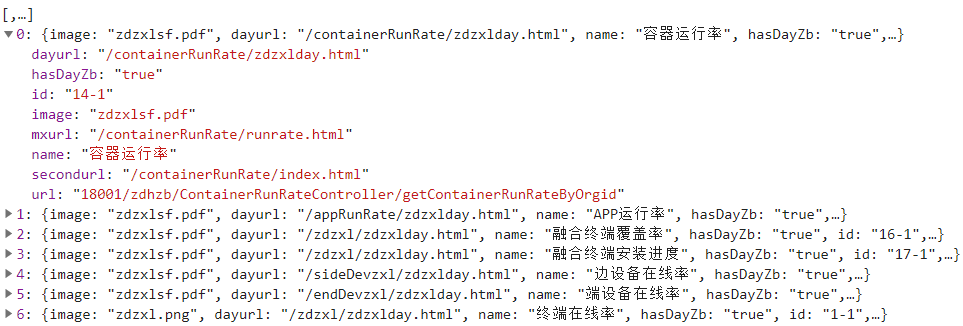 [,…]
▼0: {image: "zdzxlsf.pdf", dayurl: "/containerRunRate/zdzxlday.html", name: "容器运行率", hasDayZb: "true",…}
dayurl: "/containerRunRate/zdzxlday.html"
hasDayZb: "true"
id: "14-1"
image: "zdzxlsf.pdf"
mxurl: "/containerRunRate/runrate.html"
name: "容器运行率"
secondurl: "/containerRunRate/index.html"
url: "18001/zdhzb/ContainerRunRateController/getContainerRunRateByOrgid"
▶1: {image: "zdzxlsf.pdf", dayurl: "/appRunRate/zdzxlday.html", name: "APP运行率", hasDayZb: "true",…}
▶2: {image: "zdzxlsf.pdf", dayurl: "/zdzxl/zdzxlday.html", name: "融合终端覆盖率", hasDayZb: "true", id: "16-1",…}
▶3: {image: "zdzxlsf.pdf", dayurl: "/zdzxl/zdzxlday.html", name: "融合终端安装进度", hasDayZb: "true", id: "17-1",…}
▶4: {image: "zdzxlsf.pdf", dayurl: "/sideDevzxl/zdzxlday.html", name: "边设备在线率", hasDayZb: "true",…}
▶5: {image: "zdzxlsf.pdf", dayurl: "/endDevzxl/zdzxlday.html", name: "端设备在线率", hasDayZb: "true",…}
▶6: {image: "zdzxl.png", dayurl: "/zdzxl/zdzxlday.html", name: "终端在线率", hasDayZb: "true", id: "1-1",…}